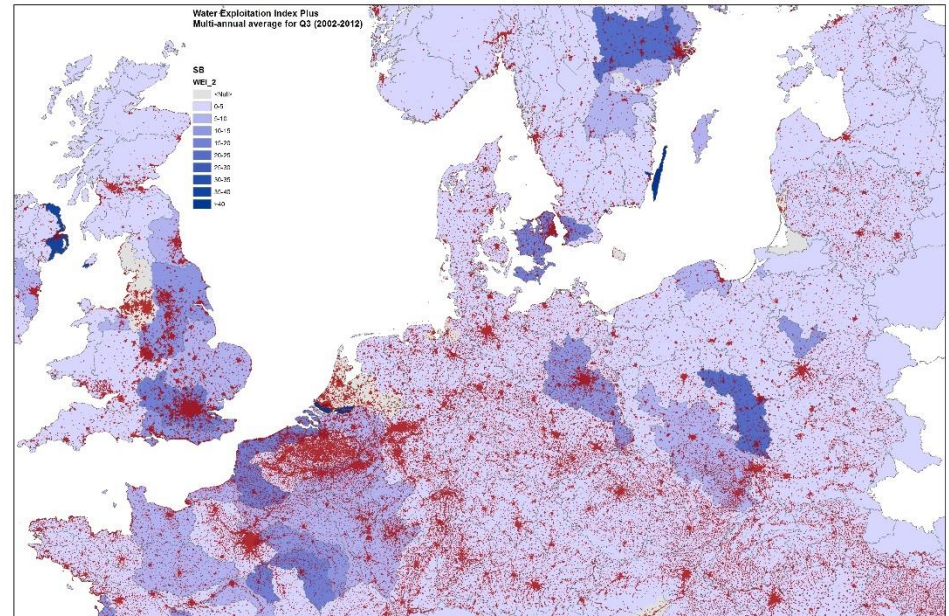 Water Exploitation Index Plus
Multi-annual average for Q3 (2002-2012)
SB
WEI_2
<Null>
0-5
5-10
10-15
15-20
20-25
25-30
30-35
35-40
>40